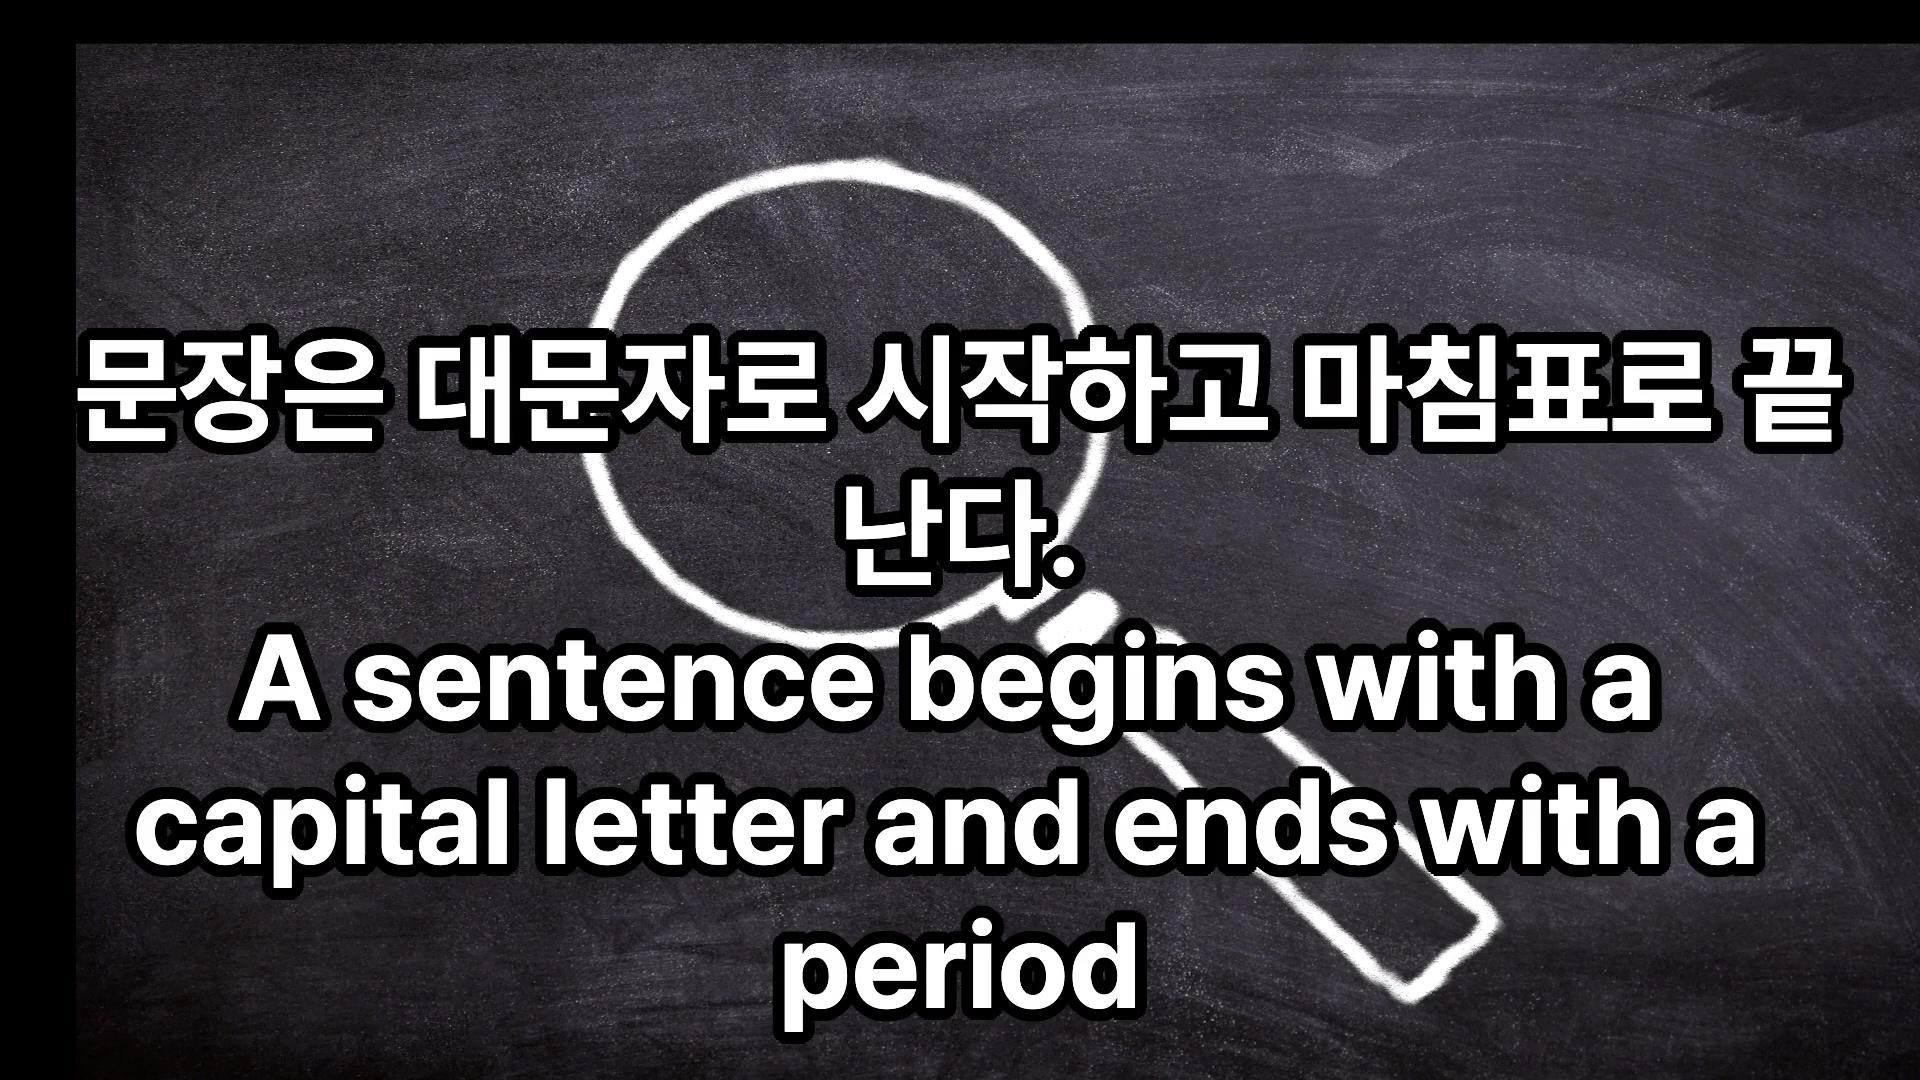 문장은 대문자로 시작하고 마침표로 끝
난다.
A sentence begins with a
capital letter and ends with a
period